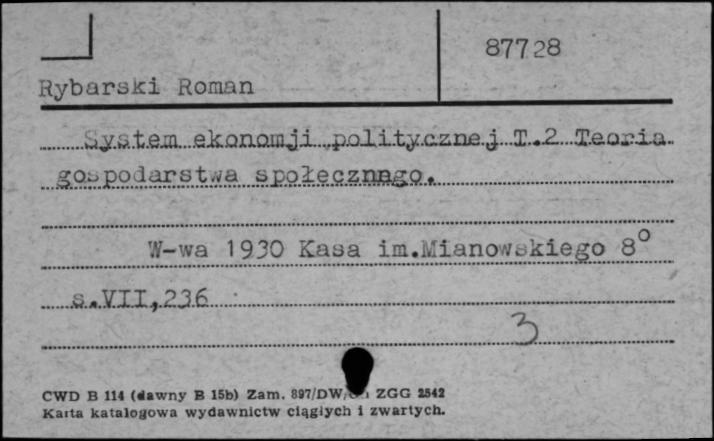 87728
Rybarski Roman
System ekonomji politycznej T.2 Teoria
gospodarstwa społecznego.
W-wa 1930 Kasa im.Mianowskiego 8°
s.VII,236
3
CWD B 114 (dawny B 15b) Zam. 897/DW, ZGG 2542
Karta katalogowa wydawnictw ciągłych i zwartych.